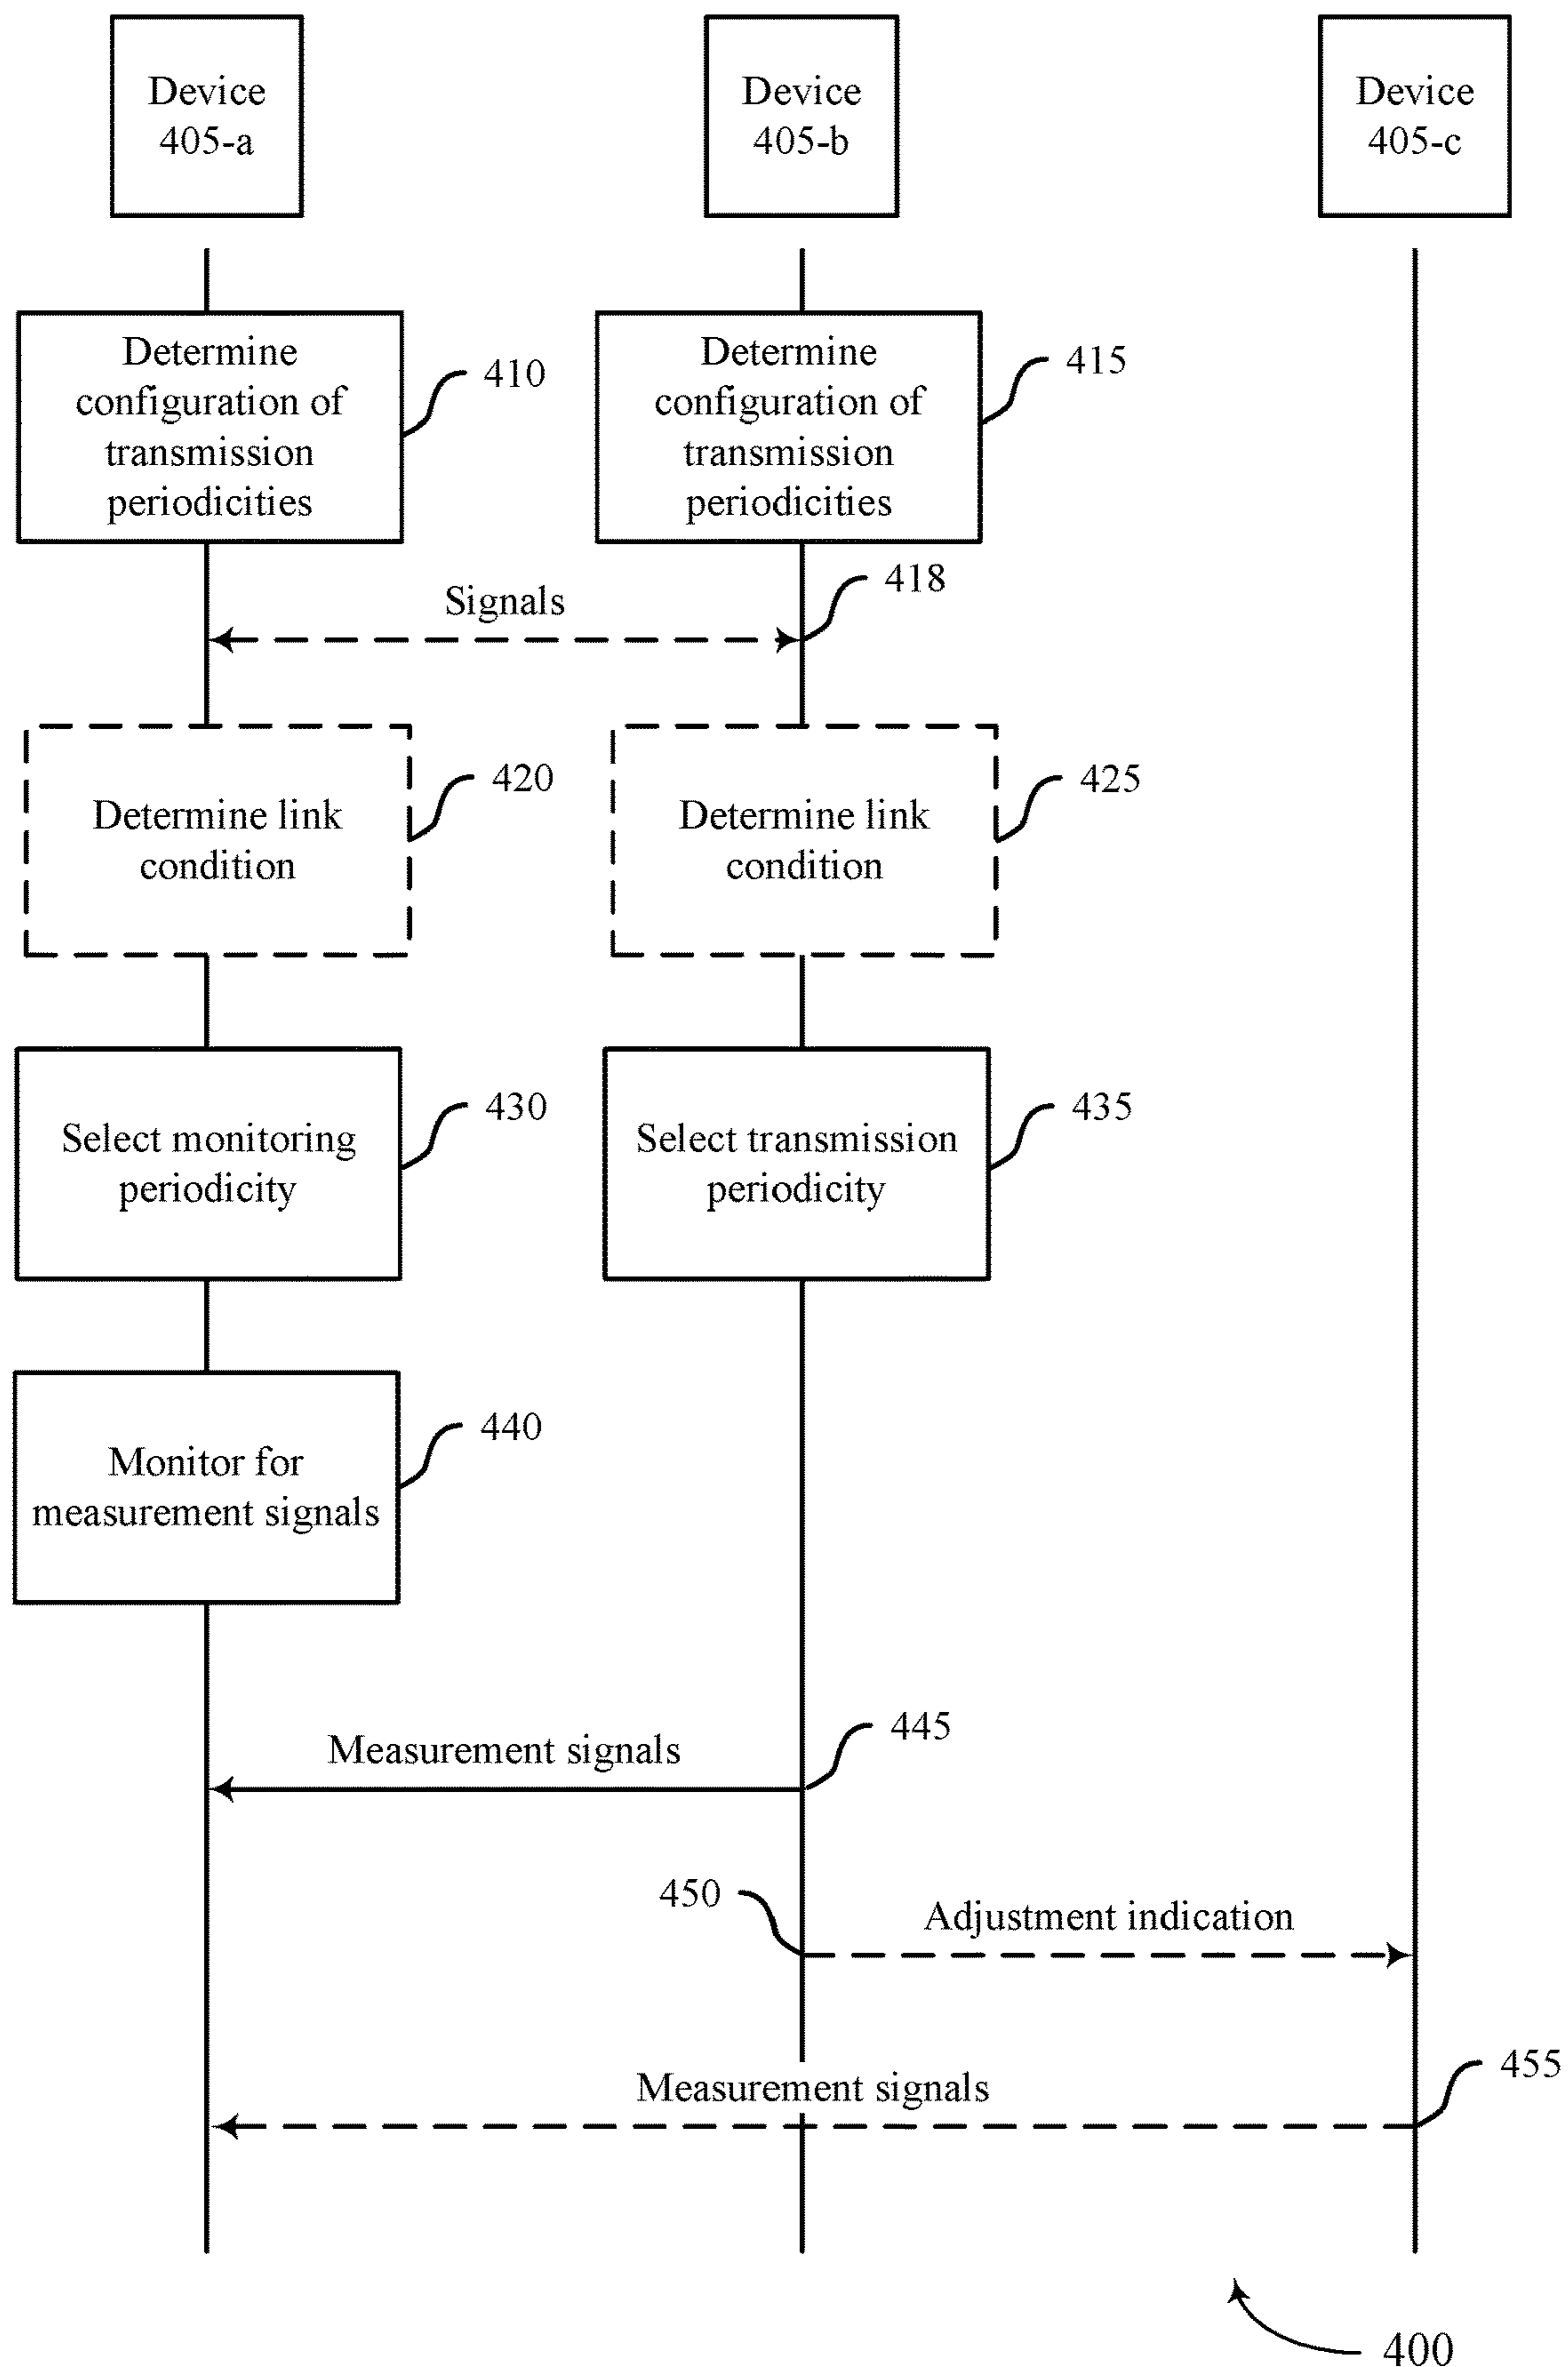 Device
405-a
Device
405-b
Device
405-c
Determine
configuration of
transmission
periodicities
410
Determine
configuration of
transmission
periodicities
415
Signals
418
Determine link
condition
420
Determine link
condition
425
Select monitoring
periodicity
430
Select transmission
periodicity
435
Monitor for
measurement signals
440
Measurement signals
445
450
Adjustment indication
Measurement signals
455
400